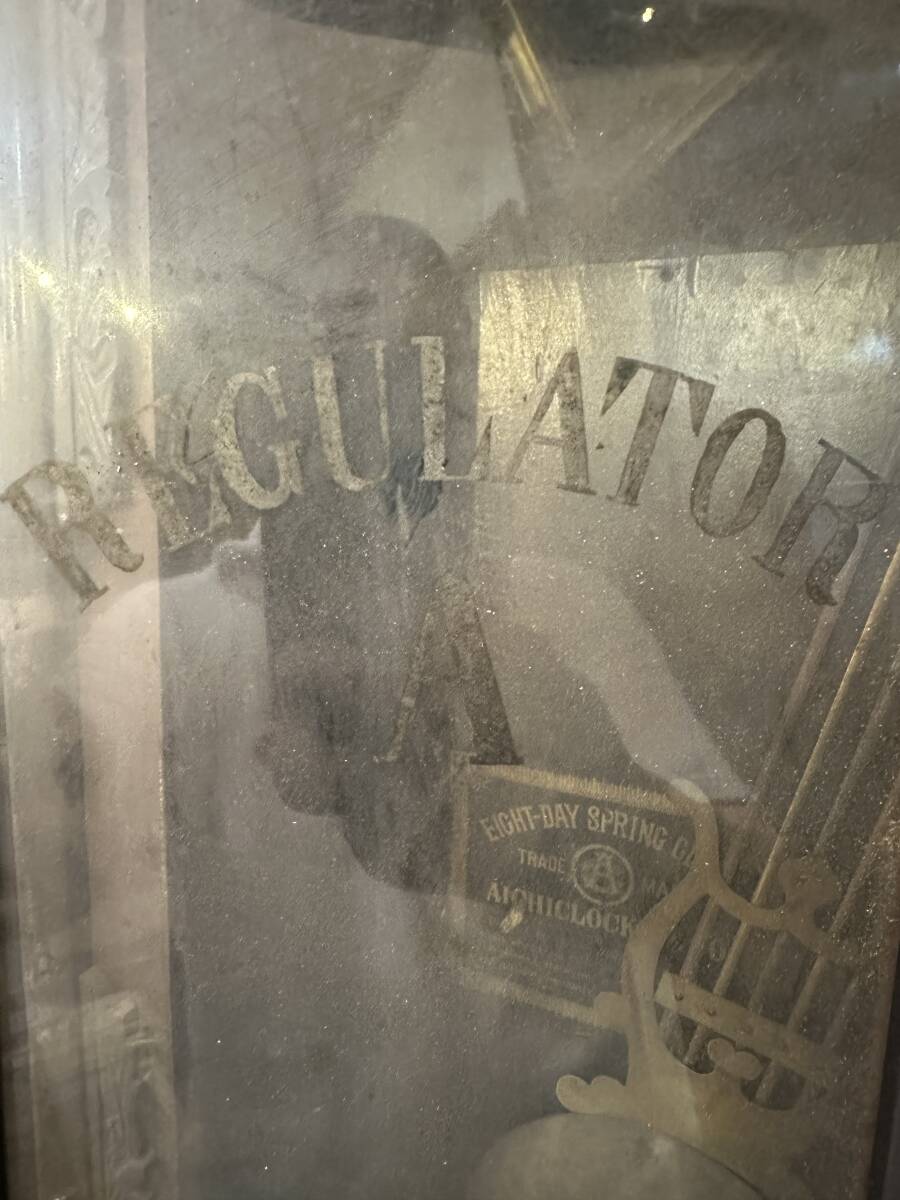 REGULATOR
A
EIGHT-DAY SPRING
TRADE A
AICHICLOCK